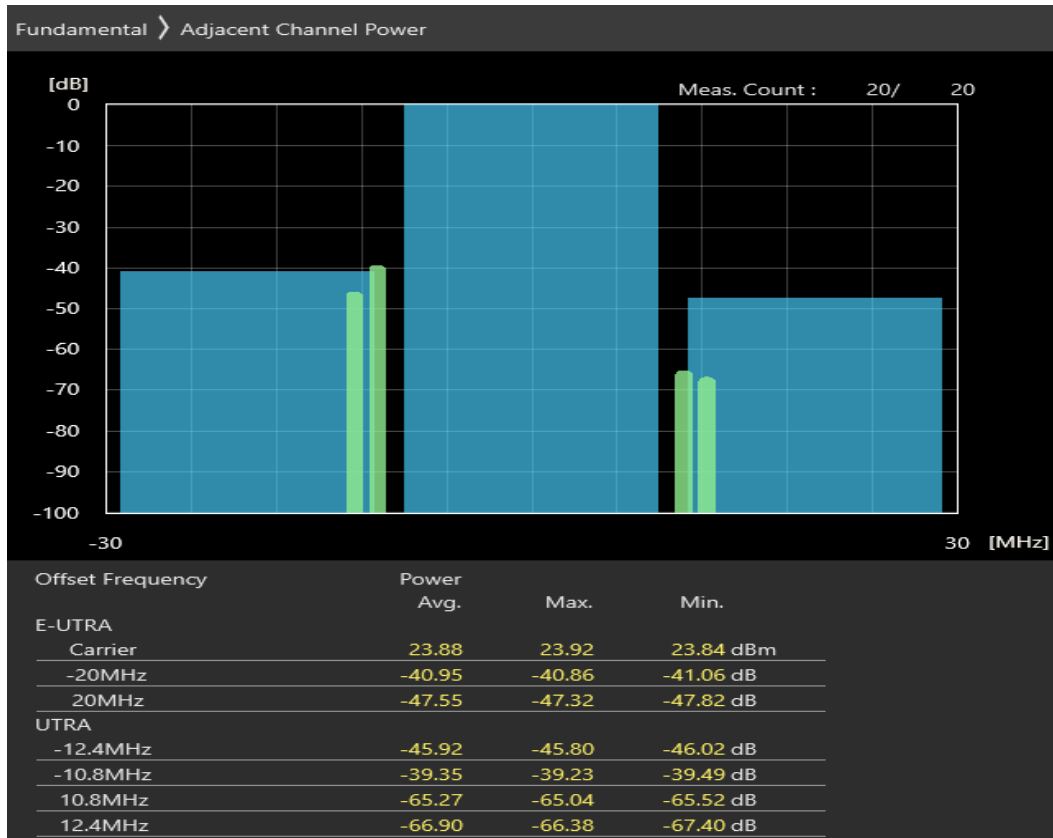 Fundamental 〉 Adjacent Channel Power
[dB]
Meas. Count : 20/ 20
0
-10
-20
-30
-40
-50
-60
-70
-80
-90
-100
-30 30 [MHz]
Offset Frequency Power
Avg. Max. Min.
E-UTRA
Carrier 23.88 23.92 23.84 dBm
-20MHz -40.95 -40.86 -41.06 dB
20MHz -47.55 -47.32 -47.82 dB
UTRA
-12.4MHz -45.92 -45.80 -46.02 dB
-10.8MHz -39.35 -39.23 -39.49 dB
10.8MHz -65.27 -65.04 -65.52 dB
12.4MHz -66.90 -66.38 -67.40 dB